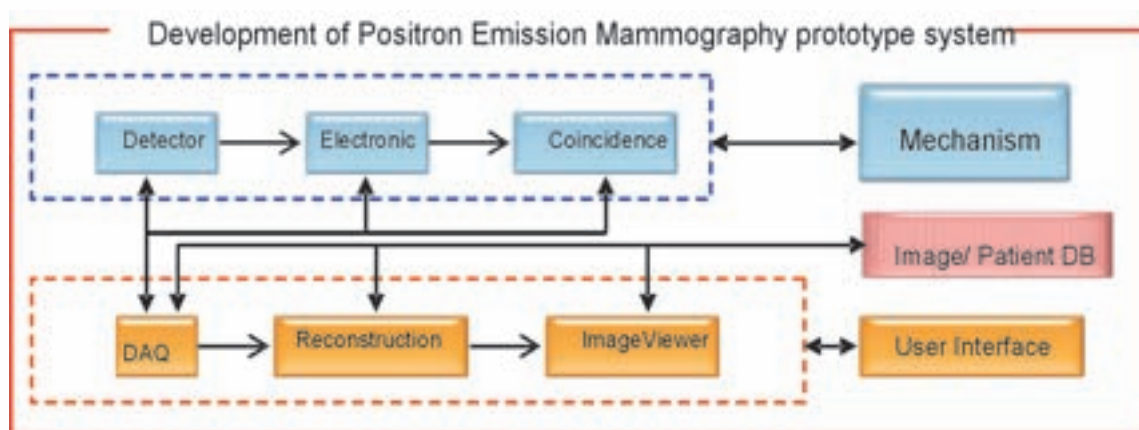 Development of Positron Emission Mammography prototype system
Detector
Electronic
Coincidence
Mechanism
Image/ Patient DB
DAQ
Reconstruction
ImageViewer
User Interface